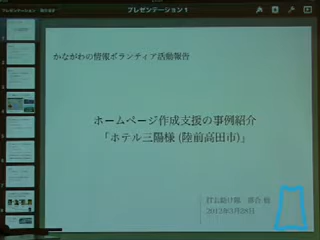 プレゼンテーション 1
かながわの情報ボランティア活動報告
ホームページ作成支援の事例紹介
「ホテル三陽様 (陸前高田市)」
2012年3月28日